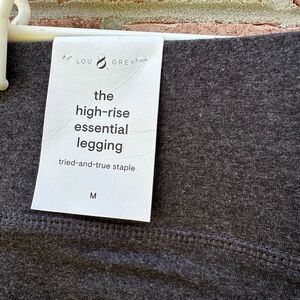 LOU & GREY
the
high-rise
essential
legging
tried-and-true staple
M